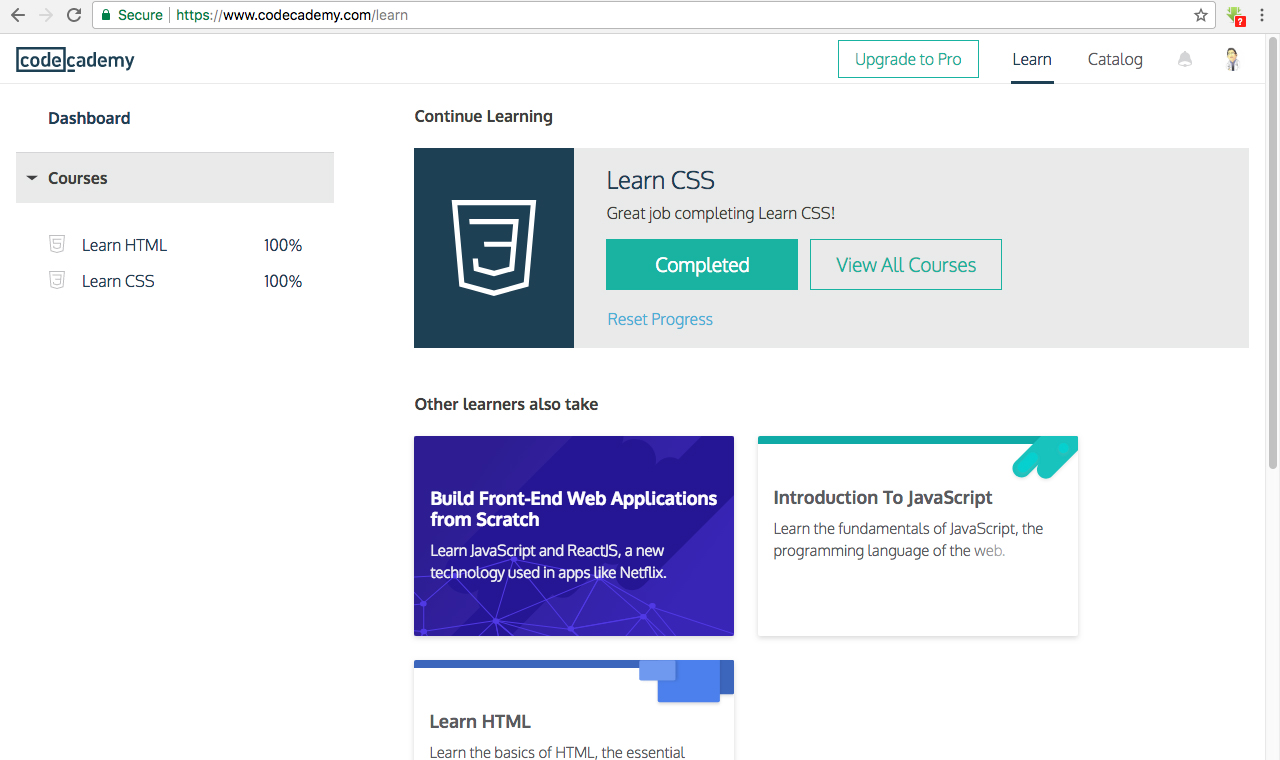 Secure https://www.codecademy.com/learn
?
codecademy
Upgrade to Pro
Learn
Catalog
Dashboard
Courses
Learn HTML 100%
Learn CSS 100%
Continue Learning
Learn CSS
Great job completing Learn CSS!
Completed
View All Courses
Reset Progress
Other learners also take
Build Front-End Web Applications
from Scratch
Learn JavaScript and ReactJS, a new
technology used in apps like Netflix.
Introduction To JavaScript
Learn the fundamentals of JavaScript, the
programming language of the web.
Learn HTML
Learn the basics of HTML, the essential